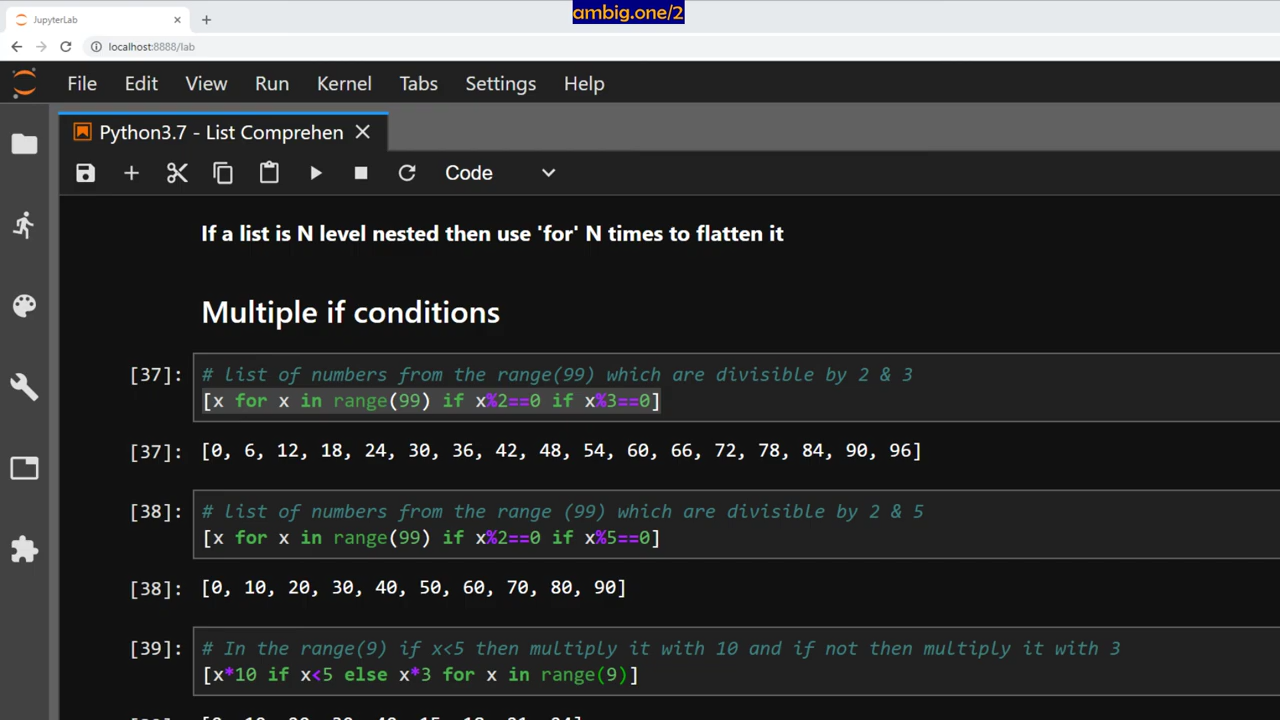 ambig.one/2
JupyterLab
localhost:8888/lab
File Edit View Run Kernel Tabs Settings Help
Python3.7 - List Comprehen
Code
If a list is N level nested then use 'for' N times to flatten it
Multiple if conditions
[37]: # list of numbers from the range(99) which are divisible by 2 & 3
[x for x in range(99) if x%2==0 if x%3==0]
[37]: [0, 6, 12, 18, 24, 30, 36, 42, 48, 54, 60, 66, 72, 78, 84, 90, 96]
[38]: # list of numbers from the range (99) which are divisible by 2 & 5
[x for x in range(99) if x%2==0 if x%5==0]
[38]: [0, 10, 20, 30, 40, 50, 60, 70, 80, 90]
[39]: # In the range(9) if x<5 then multiply it with 10 and if not then multiply it with 3
[x*10 if x<5 else x*3 for x in range(9)]